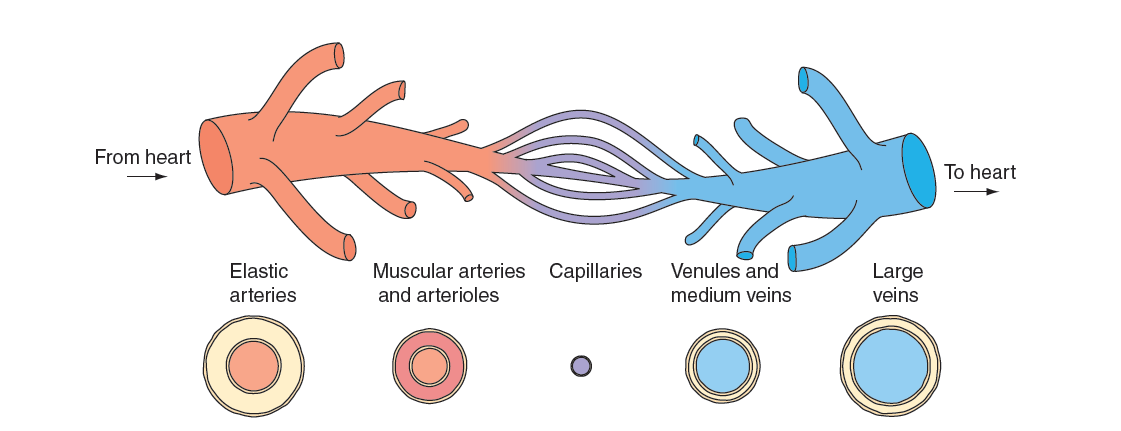 From heart
To heart
Elastic
arteries
Muscular arteries
and arterioles
Capillaries
Venules and
medium veins
Large
veins